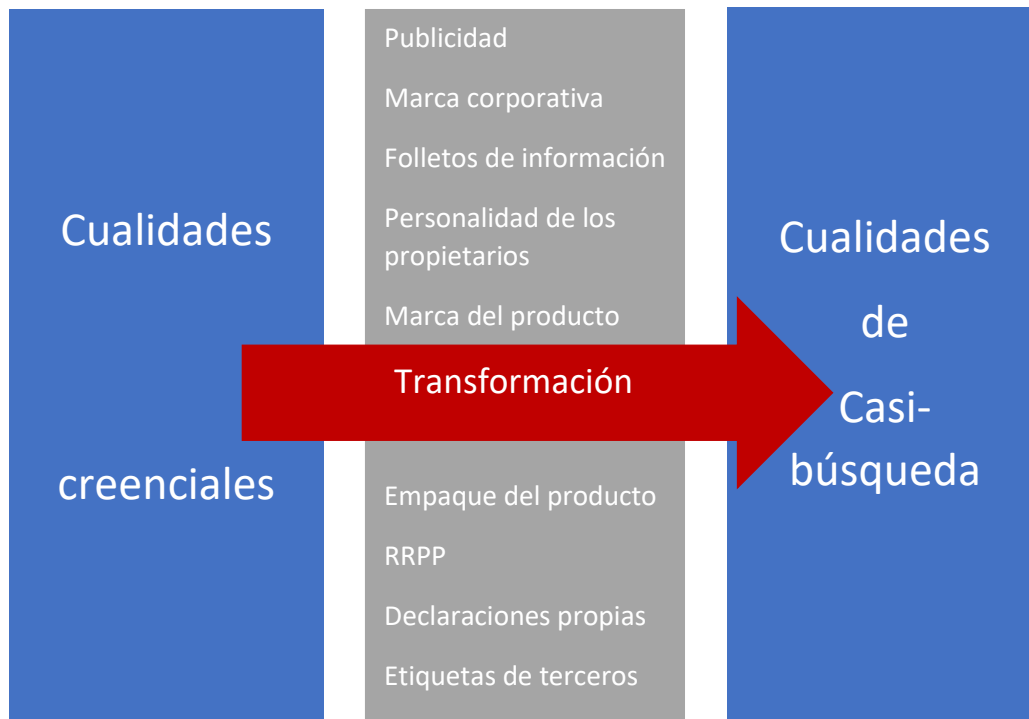 Cualidades
creenciales
Publicidad
Marca corporativa
Folletos de información
Personalidad de los
propietarios
Marca del producto
Transformación
Empaque del producto
RRPP
Declaraciones propias
Etiquetas de terceros
Cualidades
de
Casi-
búsqueda